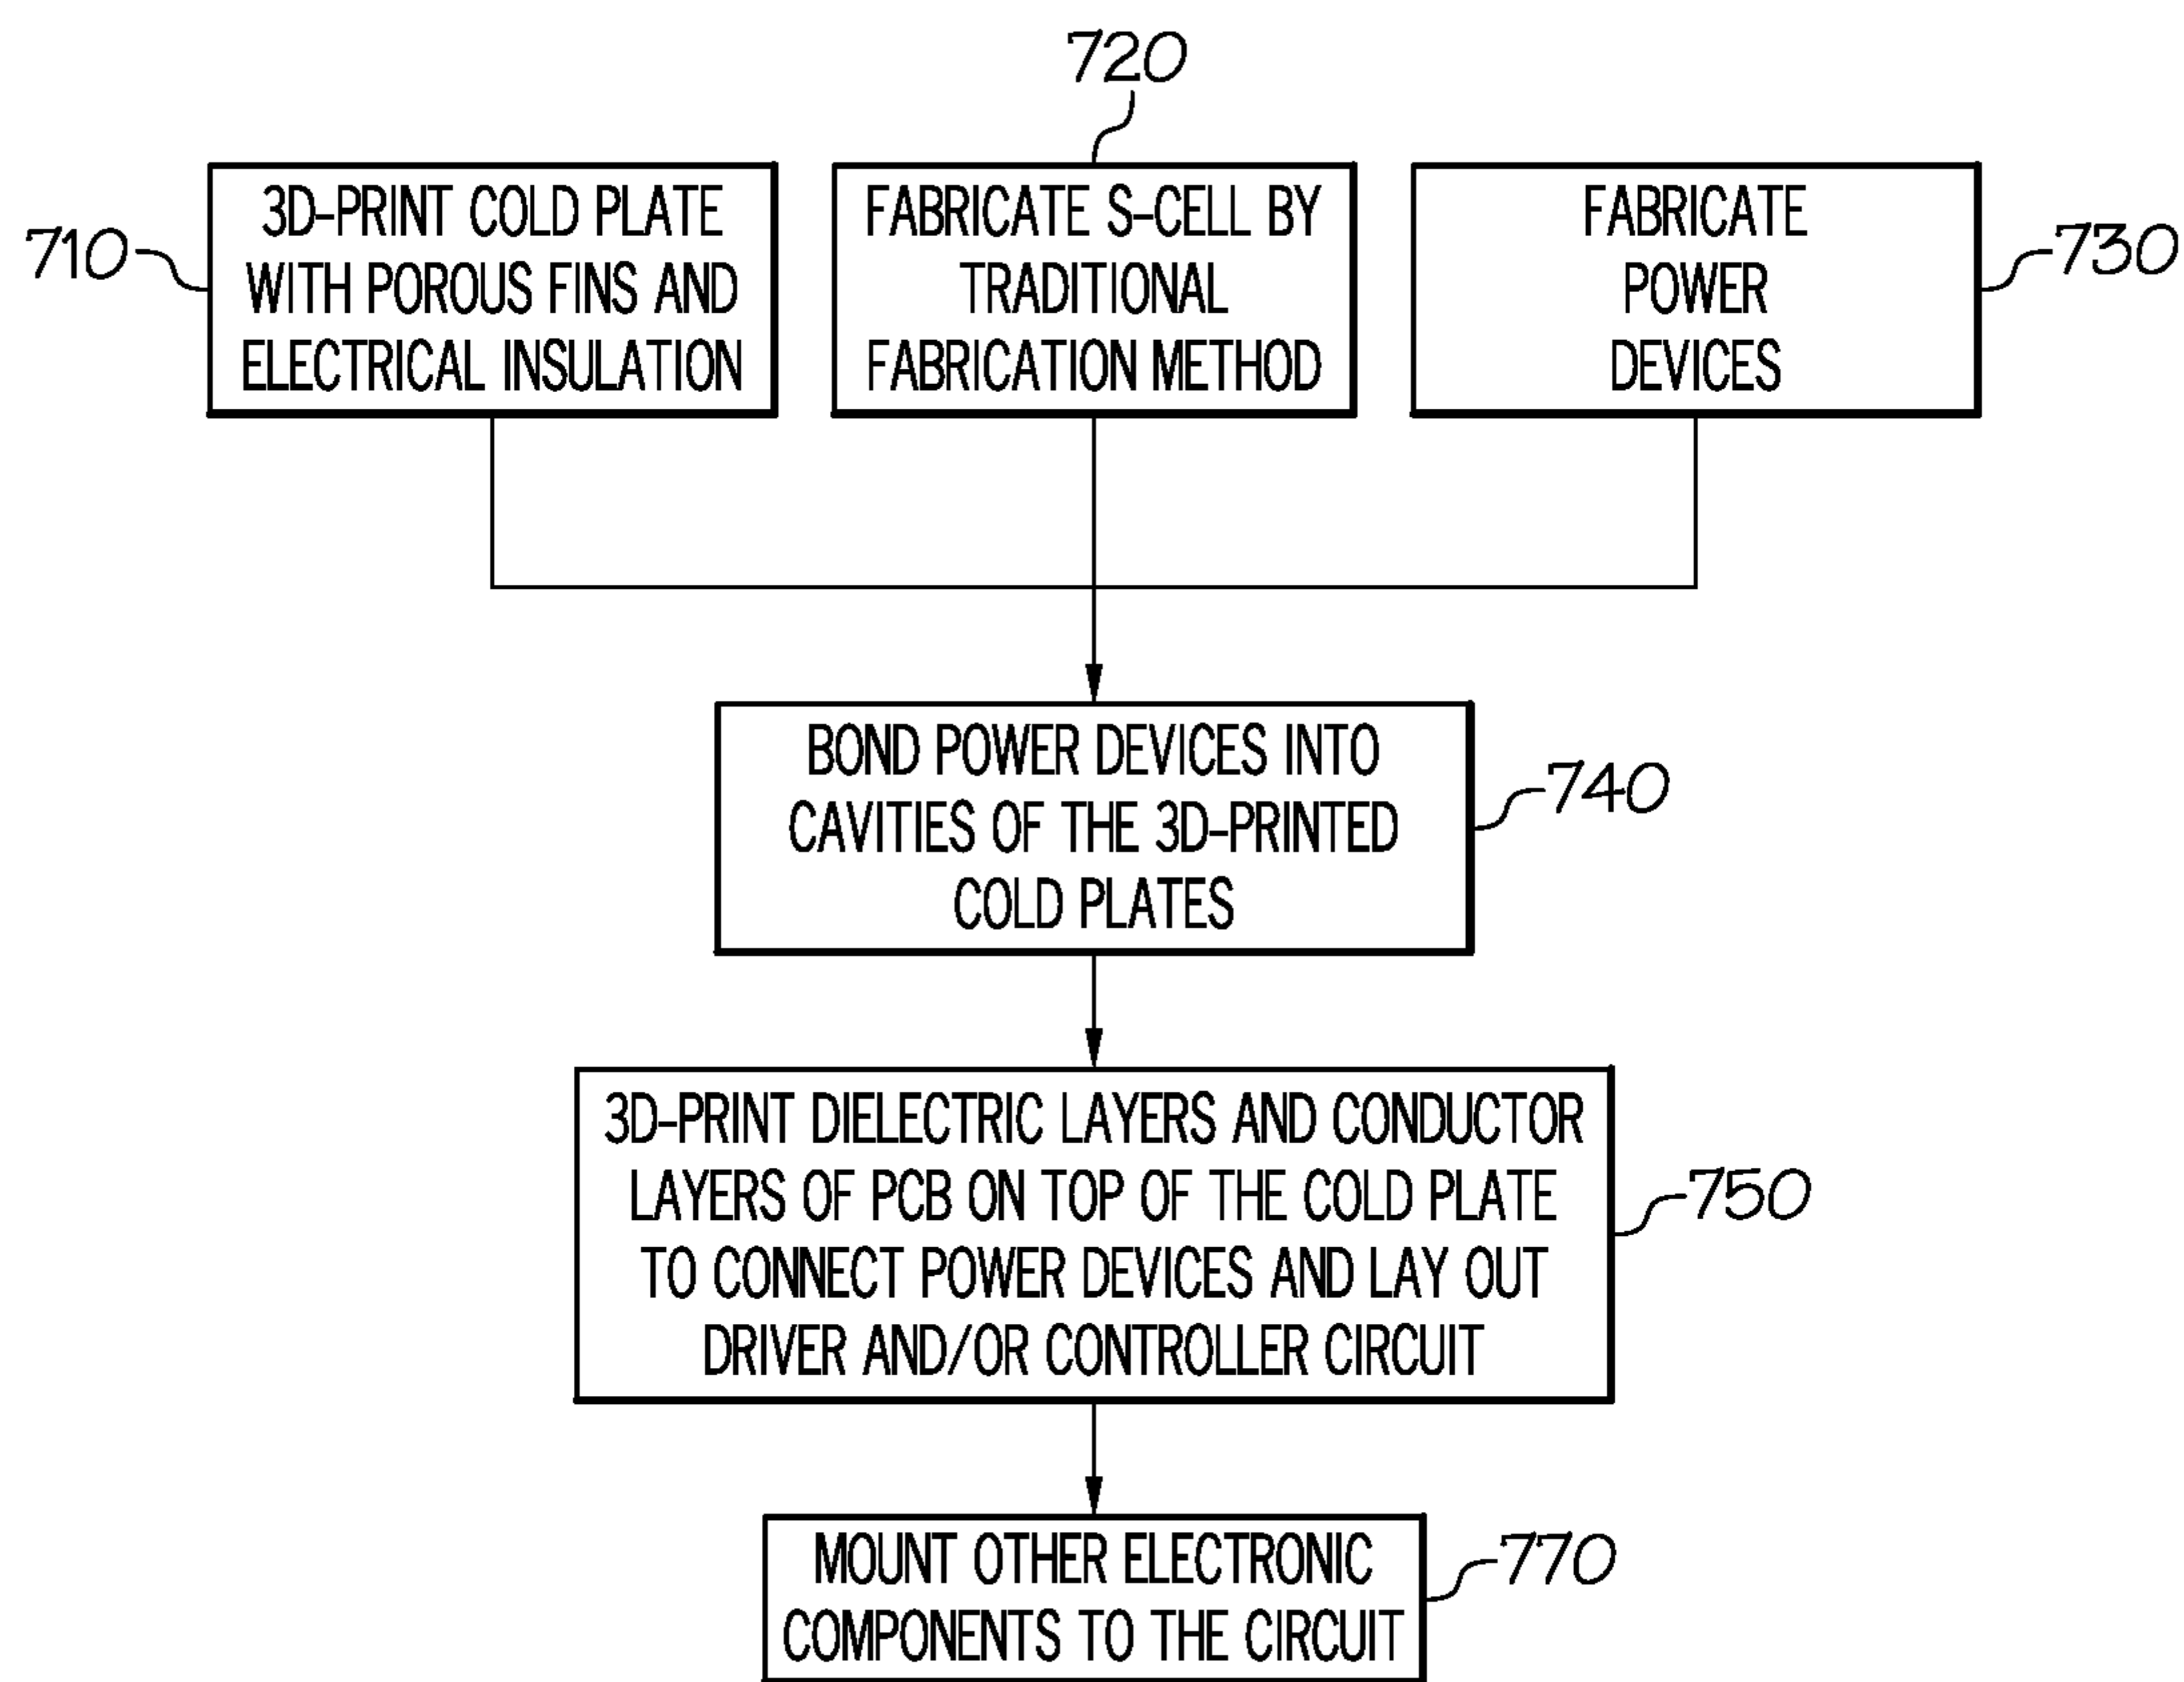 720
710
3D-PRINT COLD PLATE
WITH POROUS FINS AND
ELECTRICAL INSULATION
FABRICATE S-CELL BY
TRADITIONAL
FABRICATION METHOD
FABRICATE
POWER
DEVICES
730
BOND POWER DEVICES INTO
CAVITIES OF THE 3D-PRINTED
COLD PLATES
740
3D-PRINT DIELECTRIC LAYERS AND CONDUCTOR
LAYERS OF PCB ON TOP OF THE COLD PLATE
TO CONNECT POWER DEVICES AND LAY OUT
DRIVER AND/OR CONTROLLER CIRCUIT
750
MOUNT OTHER ELECTRONIC
COMPONENTS TO THE CIRCUIT
770